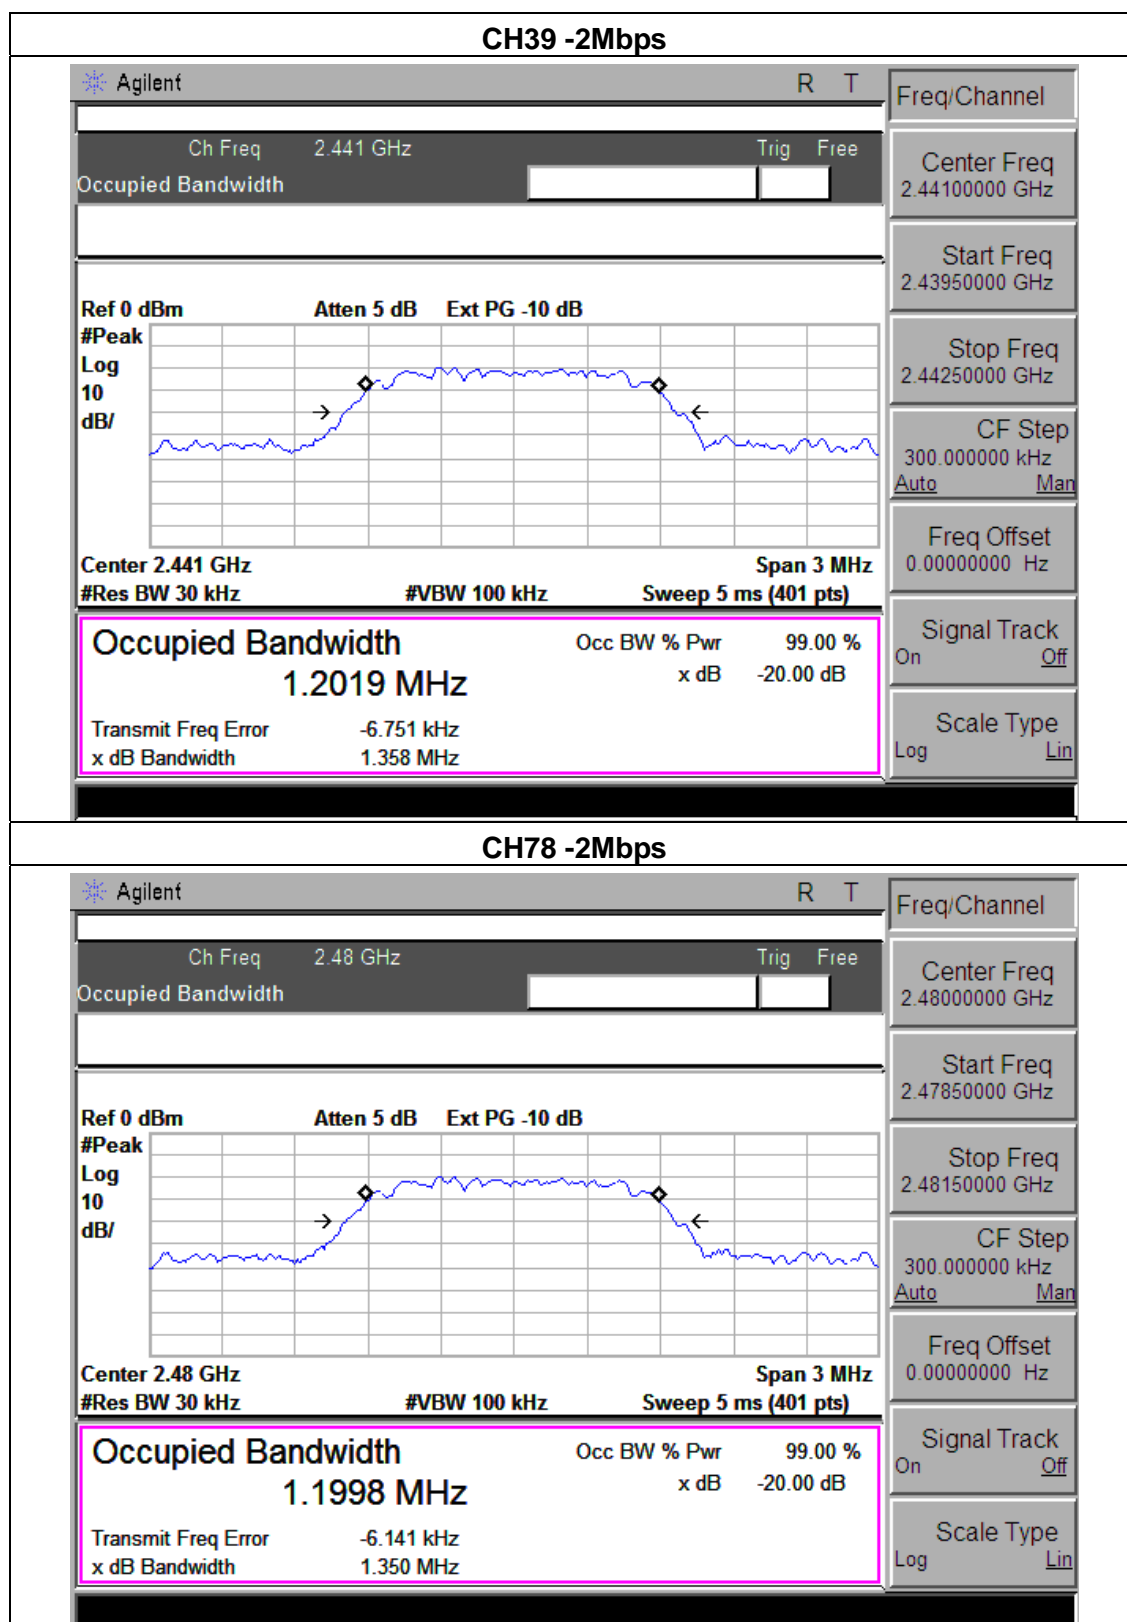 CH39 -2Mbps
Agilent R T
Freq/Channel
Ch Freq 2.441 GHz Trig Free
Occupied Bandwidth
Center Freq
2.44100000 GHz
Start Freq
2.43950000 GHz
Stop Freq
2.44250000 GHz
CF Step
300.000000 kHz
Auto Man
Freq Offset
0.00000000 Hz
Signal Track
On Off
Scale Type
Log Lin
Ref 0 dBm Atten 5 dB Ext PG -10 dB
#Peak
Log
10
dB/
Center 2.441 GHz Span 3 MHz
#Res BW 30 kHz #VBW 100 kHz Sweep 5 ms (401 pts)
Occupied Bandwidth Occ BW % Pwr 99.00 %
1.2019 MHz x dB -20.00 dB
Transmit Freq Error -6.751 kHz
x dB Bandwidth 1.358 MHz
CH78 -2Mbps
Agilent R T
Freq/Channel
Ch Freq 2.48 GHz Trig Free
Occupied Bandwidth
Center Freq
2.48000000 GHz
Start Freq
2.47850000 GHz
Stop Freq
2.48150000 GHz
CF Step
300.000000 kHz
Auto Man
Freq Offset
0.00000000 Hz
Signal Track
On Off
Scale Type
Log Lin
Ref 0 dBm Atten 5 dB Ext PG -10 dB
#Peak
Log
10
dB/
Center 2.48 GHz Span 3 MHz
#Res BW 30 kHz #VBW 100 kHz Sweep 5 ms (401 pts)
Occupied Bandwidth Occ BW % Pwr 99.00 %
1.1998 MHz x dB -20.00 dB
Transmit Freq Error -6.141 kHz
x dB Bandwidth 1.350 MHz